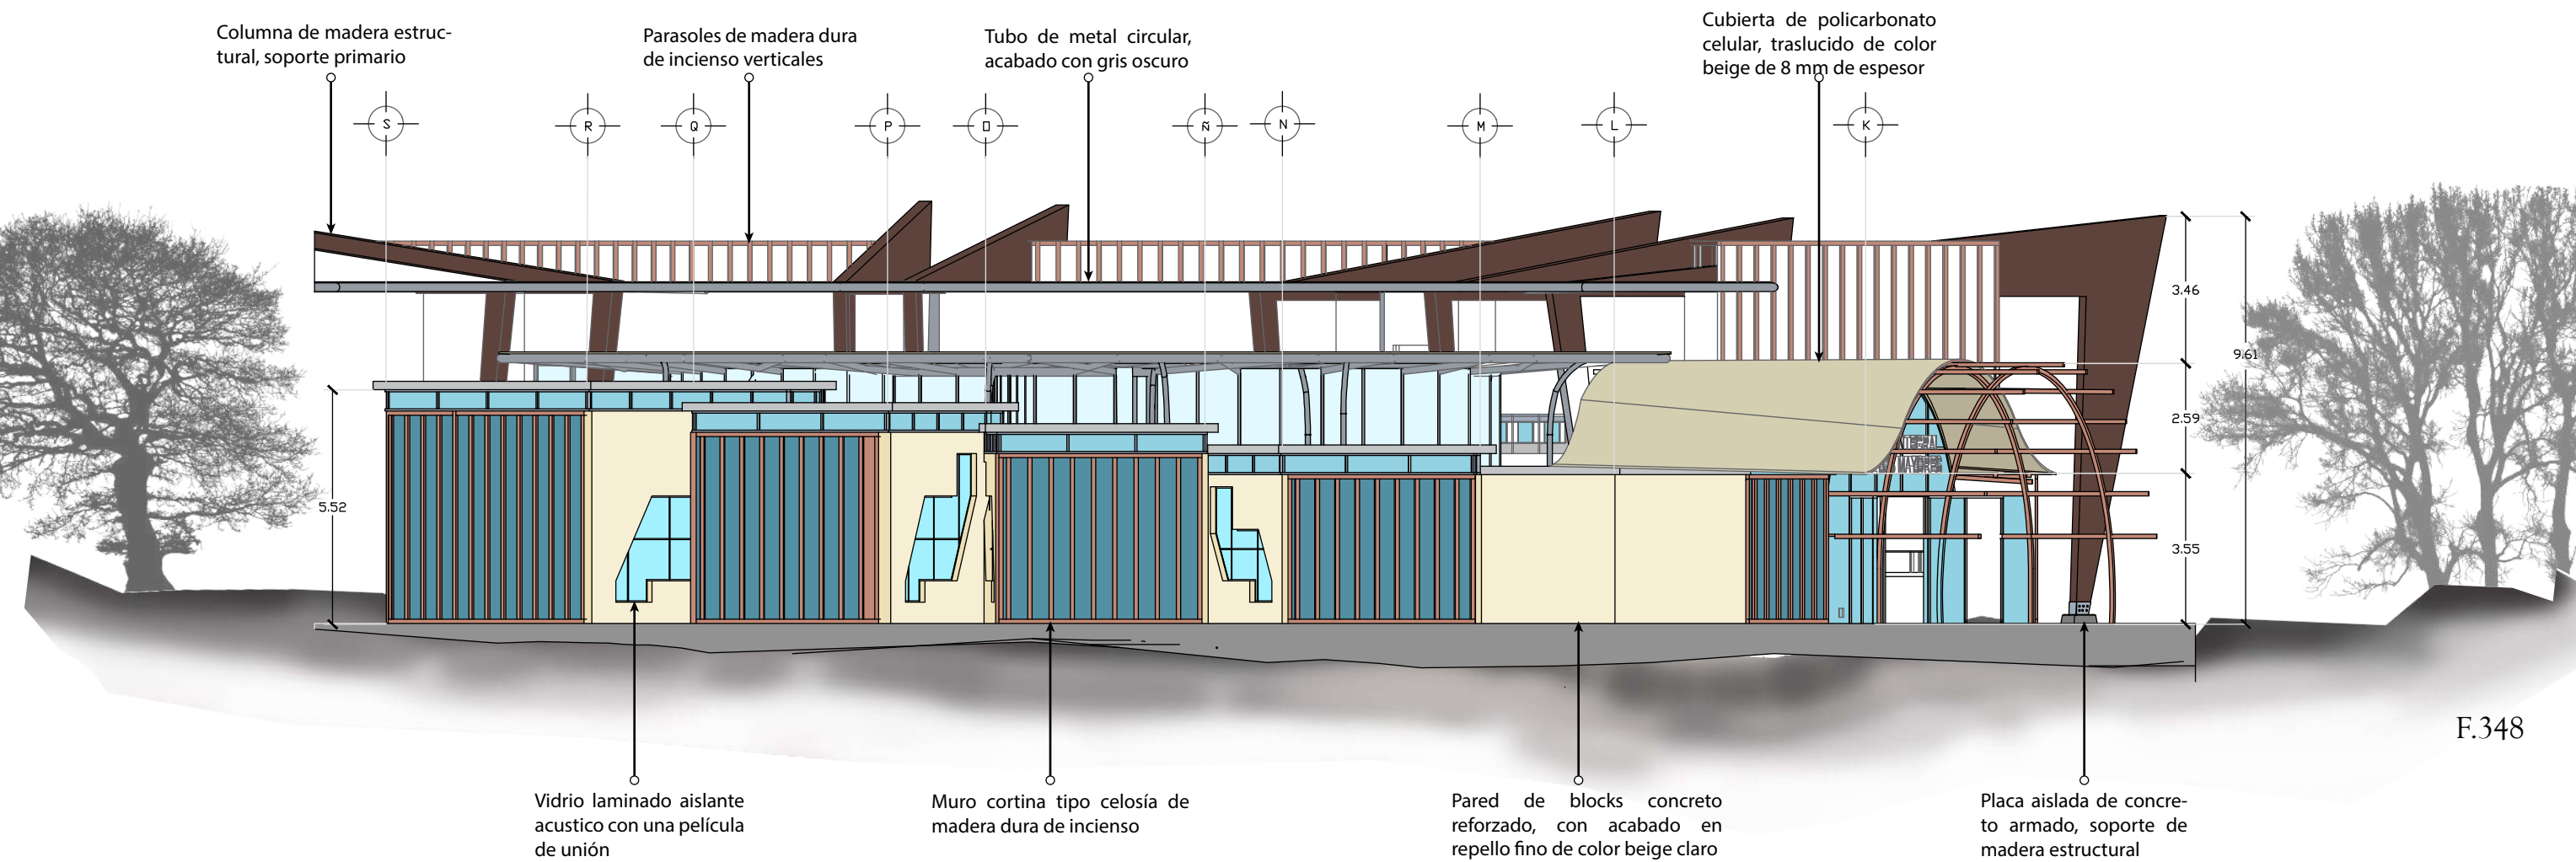 Columna de madera estruc-
tural, soporte primario
Parasoles de madera dura
de incienso verticales
Tubo de metal circular,
acabado con gris oscuro
Cubierta de policarbonato
celular, traslucido de color
beige de 8 mm de espesor
S
R
Q
P
O
Ñ
N
M
L
K
3.46
9.61
2.59
5.52
3.55
MAYORES
F.348
Vidrio laminado aislante
acustico con una película
de unión
Muro cortina tipo celosía de
madera dura de incienso
Pared de blocks concreto
reforzado, con acabado en
repello fino de color beige claro
Placa aislada de concre-
to armado, soporte de
madera estructural